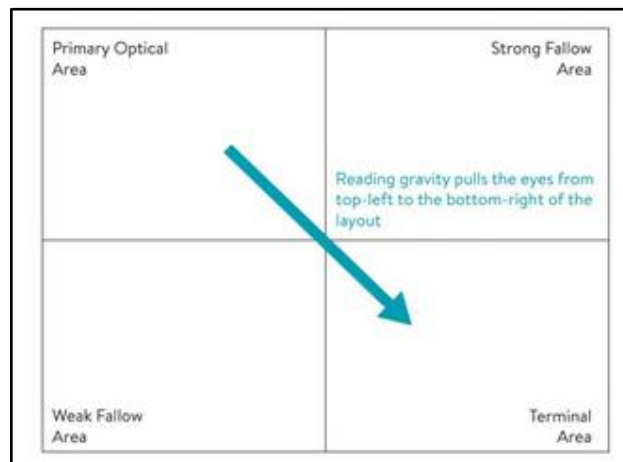 Primary Optical
Area
Strong Fallow
Area
Reading gravity pulls the eyes from
top-left to the bottom-right of the
layout
Weak Fallow
Area
Terminal
Area